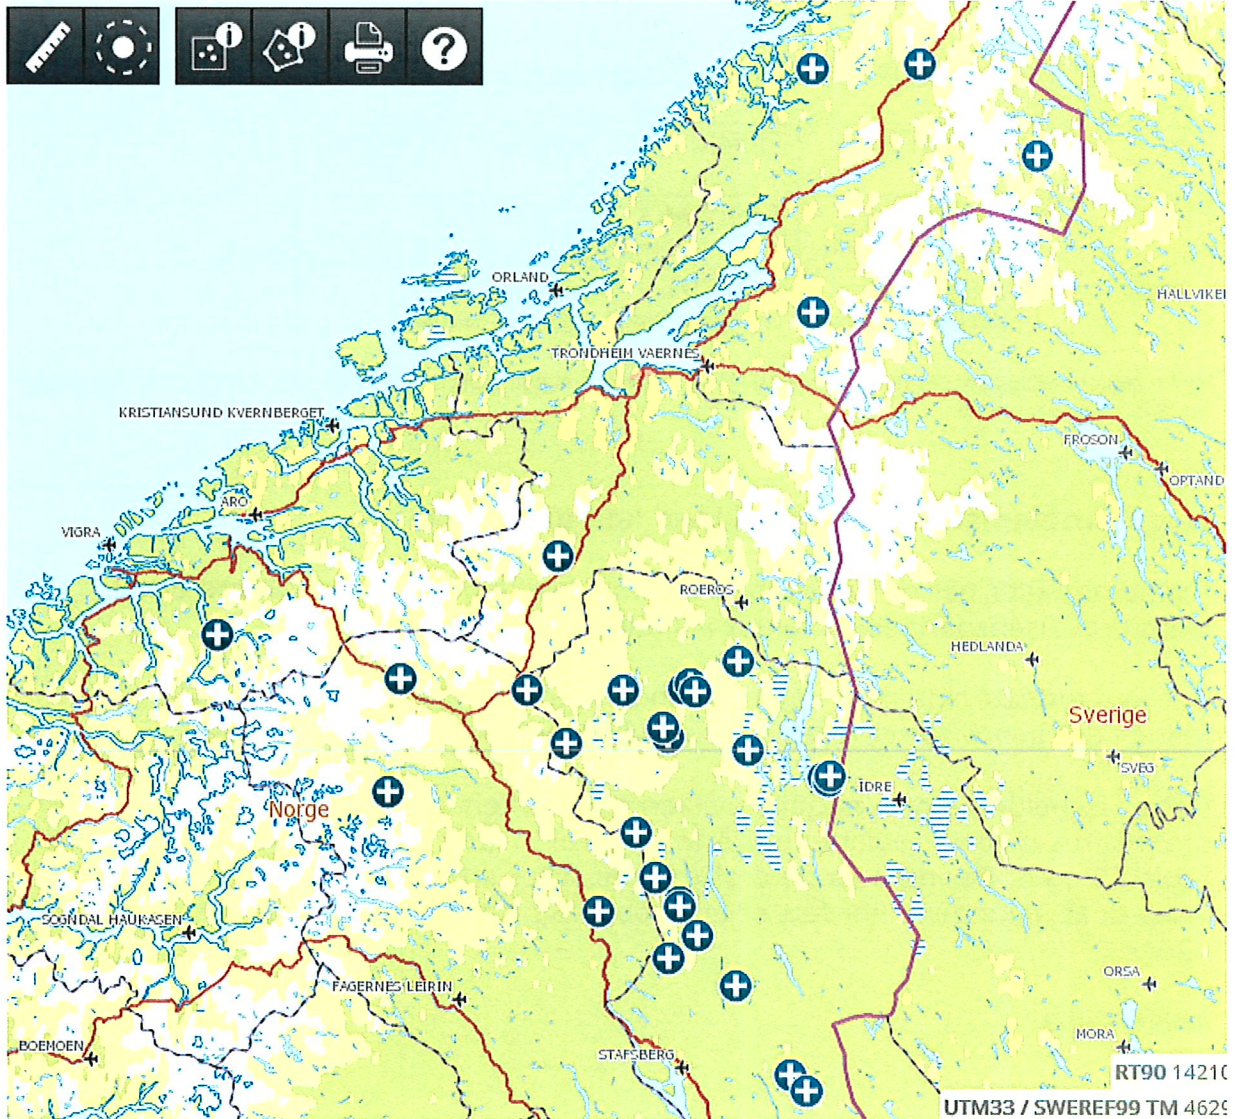 ORLAND
HALLVIKE
TRONDHEIM VAERNES
KRISTIANSUND KVERNBERGET
FROSON
OPTAND
ARO
VIGRA
ROEROS
HEDLANDA
Sverige
SVEG
IDRE
Norge
SOGNDAL HAUKASEN
ORSA
FAGERNES LEIRIN
MORA
BOEMOEN
STAFSBERG
RT90 14210
UTM33 / SWEREF99 TM 4629